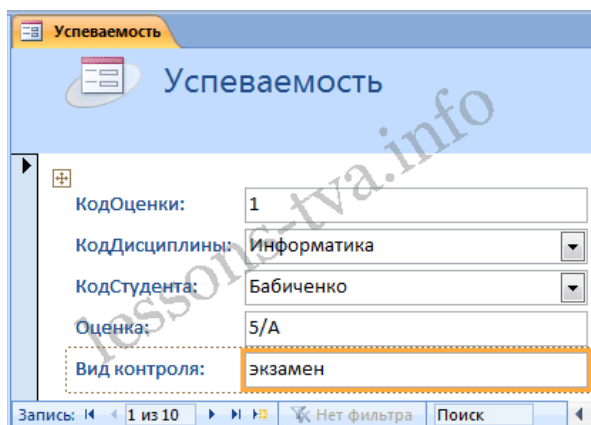 Успеваемость
Успеваемость
КодОценки: 1
КодДисциплины: Информатика
КодСтудента: Бабиченко
Оценка: 5/А
Вид контроля: экзамен
Запись: 1 из 10 Нет фильтра Поиск
lessons-tva.info